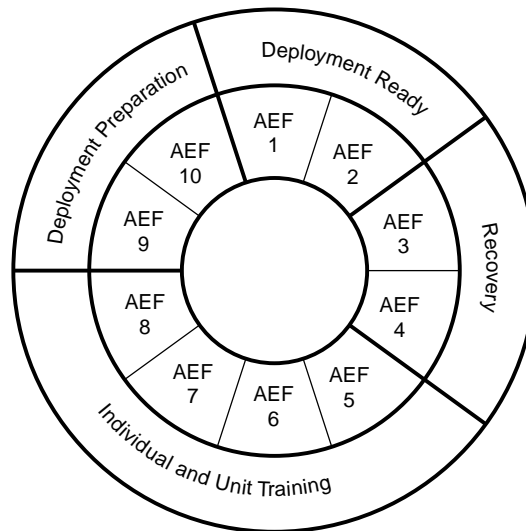 Deployment Preparation
Deployment Ready
Recovery
Individual and Unit Training
AEF
1
AEF
2
AEF
3
AEF
4
AEF
5
AEF
6
AEF
7
AEF
8
AEF
9
AEF
10